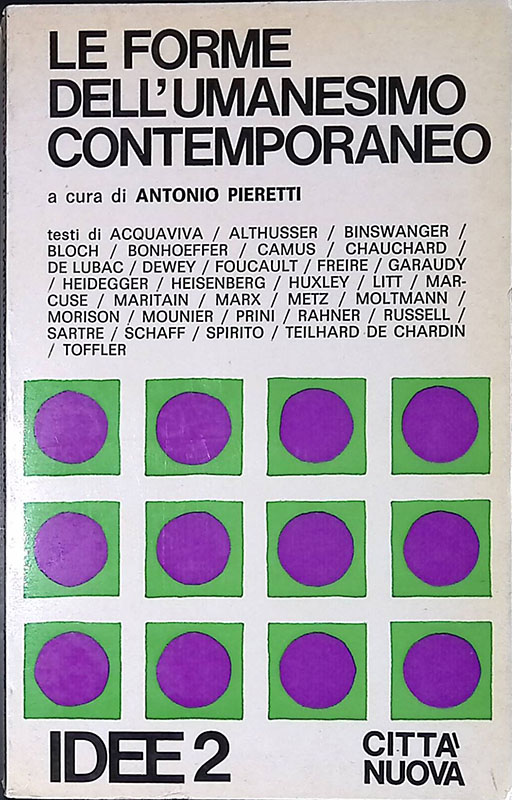 LE FORME
DELL'UMANESIMO
CONTEMPORANEO
a cura di ANTONIO PIERETTI
testi di ACQUAVIVA / ALTHUSSER / BINSWANGER /
BLOCH / BONHOEFFER / CAMUS / CHAUCHARD /
DE LUBAC / DEWEY / FOUCAULT / FREIRE / GARAUDY
/ HEIDEGGER / HEISENBERG / HUXLEY / LITT / MAR-
CUSE / MARITAIN / MARX / METZ / MOLTMANN /
MORISON / MOUNIER / PRINI / RAHNER / RUSSELL /
SARTRE / SCHAFF / SPIRITO / TEILHARD DE CHARDIN
/ TOFFLER
IDEE 2
CITTA'
NUOVA